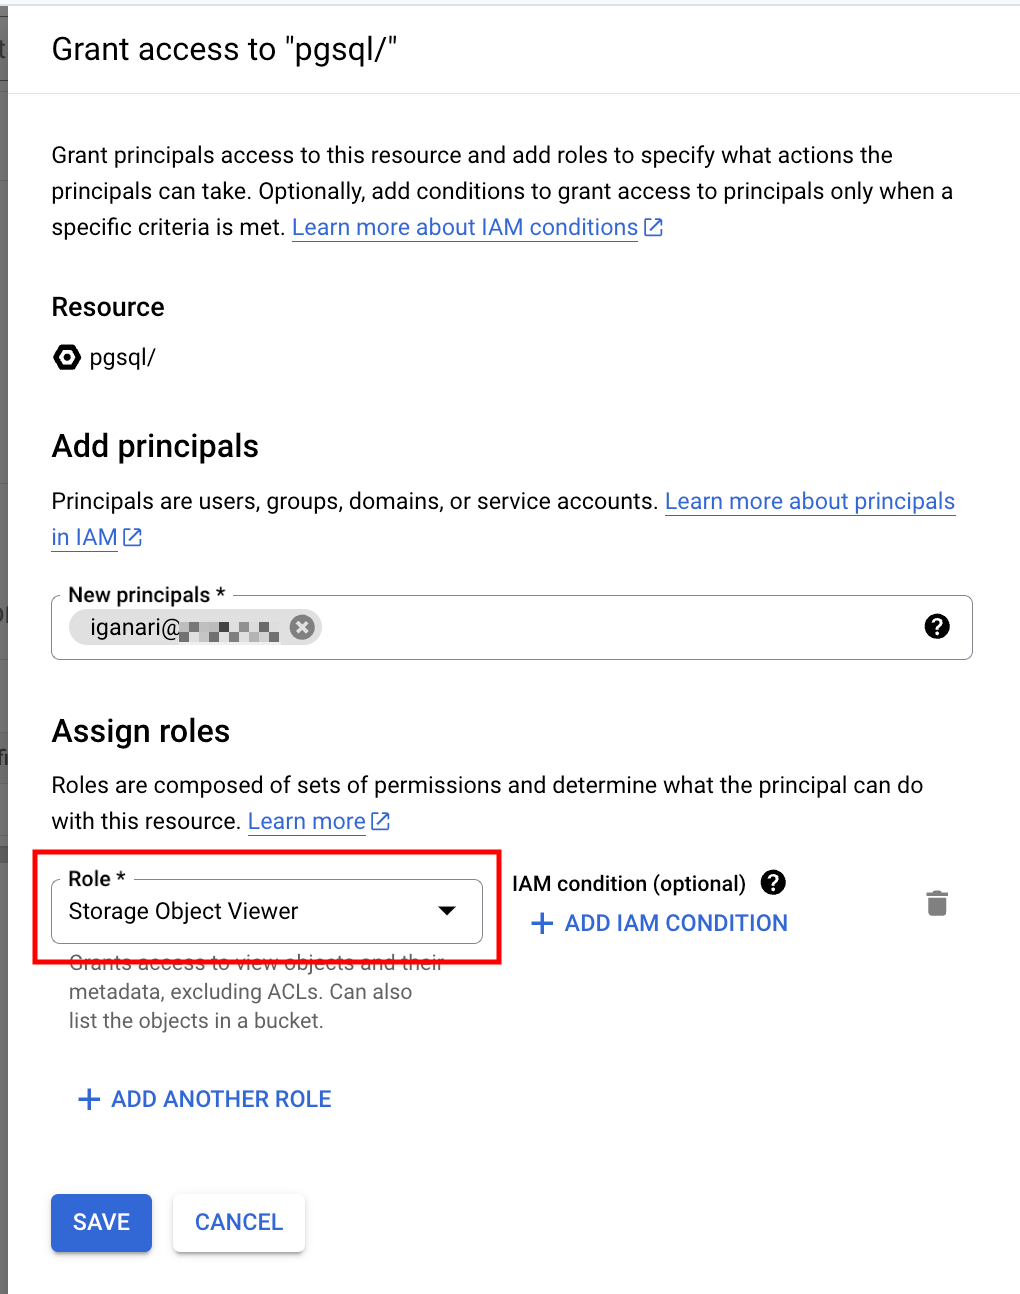 Grant access to "pgsql/"
Grant principals access to this resource and add roles to specify what actions the
principals can take. Optionally, add conditions to grant access to principals only when a
specific criteria is met. Learn more about IAM conditions
Resource
pgsql/
Add principals
Principals are users, groups, domains, or service accounts. Learn more about principals
in IAM
New principals *
iganari@
Assign roles
Roles are composed of sets of permissions and determine what the principal can do
with this resource. Learn more
Role *
Storage Object Viewer
IAM condition (optional)
ADD IAM CONDITION
Grants access to view objects and their
metadata, excluding ACLs. Can also
list the objects in a bucket.
ADD ANOTHER ROLE
SAVE
CANCEL